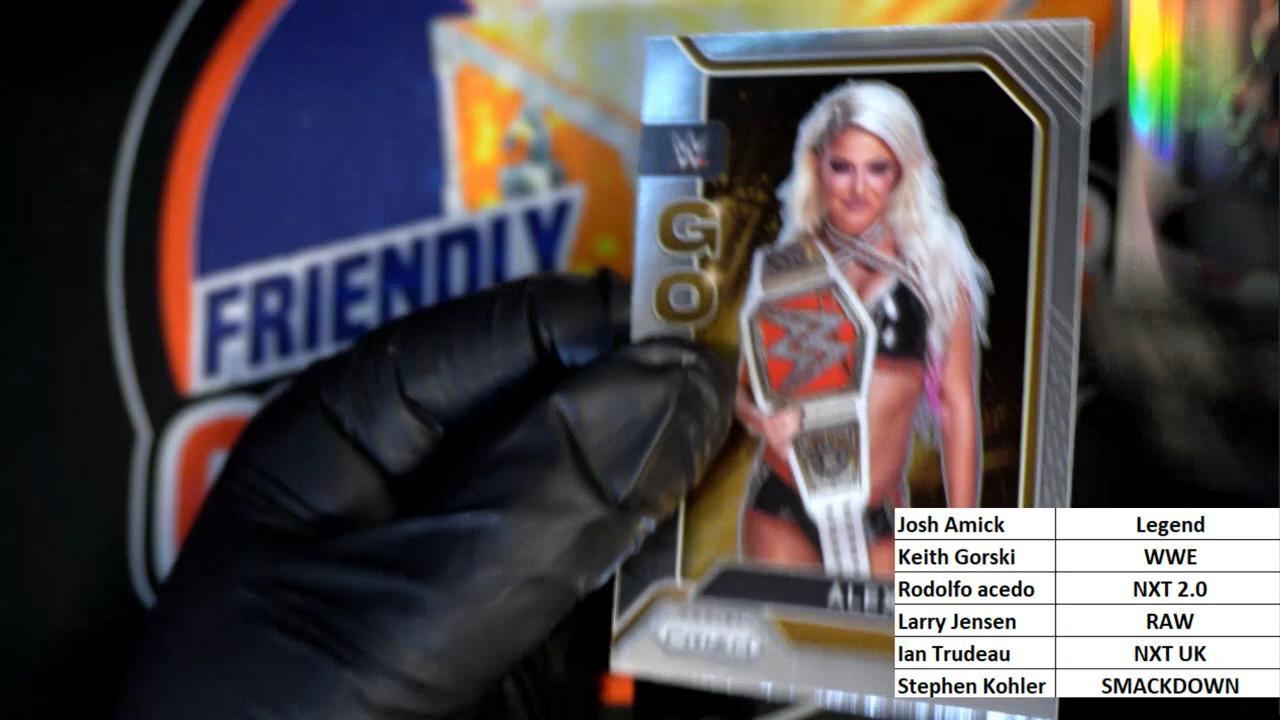 FRIENDLY
W
GO
Josh Amick Legend
Keith Gorski WWE
Rodolfo acedo NXT 2.0
Larry Jensen RAW
Ian Trudeau NXT UK
Stephen Kohler SMACKDOWN